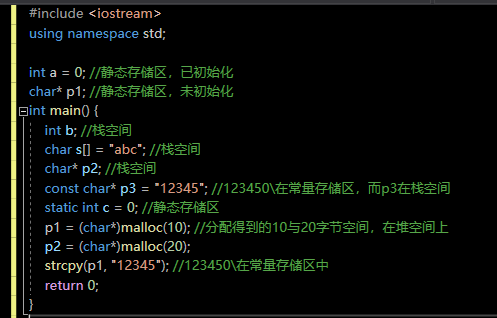 #include <iostream>
using namespace std;
int a = 0; //静态存储区，已初始化
char* p1; //静态存储区，未初始化
int main() {
int b; //栈空间
char s[] = "abc"; //栈空间
char* p2; //栈空间
const char* p3 = "12345"; //123450\在常量存储区，而p3在栈空间
static int c = 0; //静态存储区
p1 = (char*)malloc(10); //分配得到的10与20字节空间，在堆空间上
p2 = (char*)malloc(20);
strcpy(p1, "12345"); //123450\在常量存储区中
return 0;
}